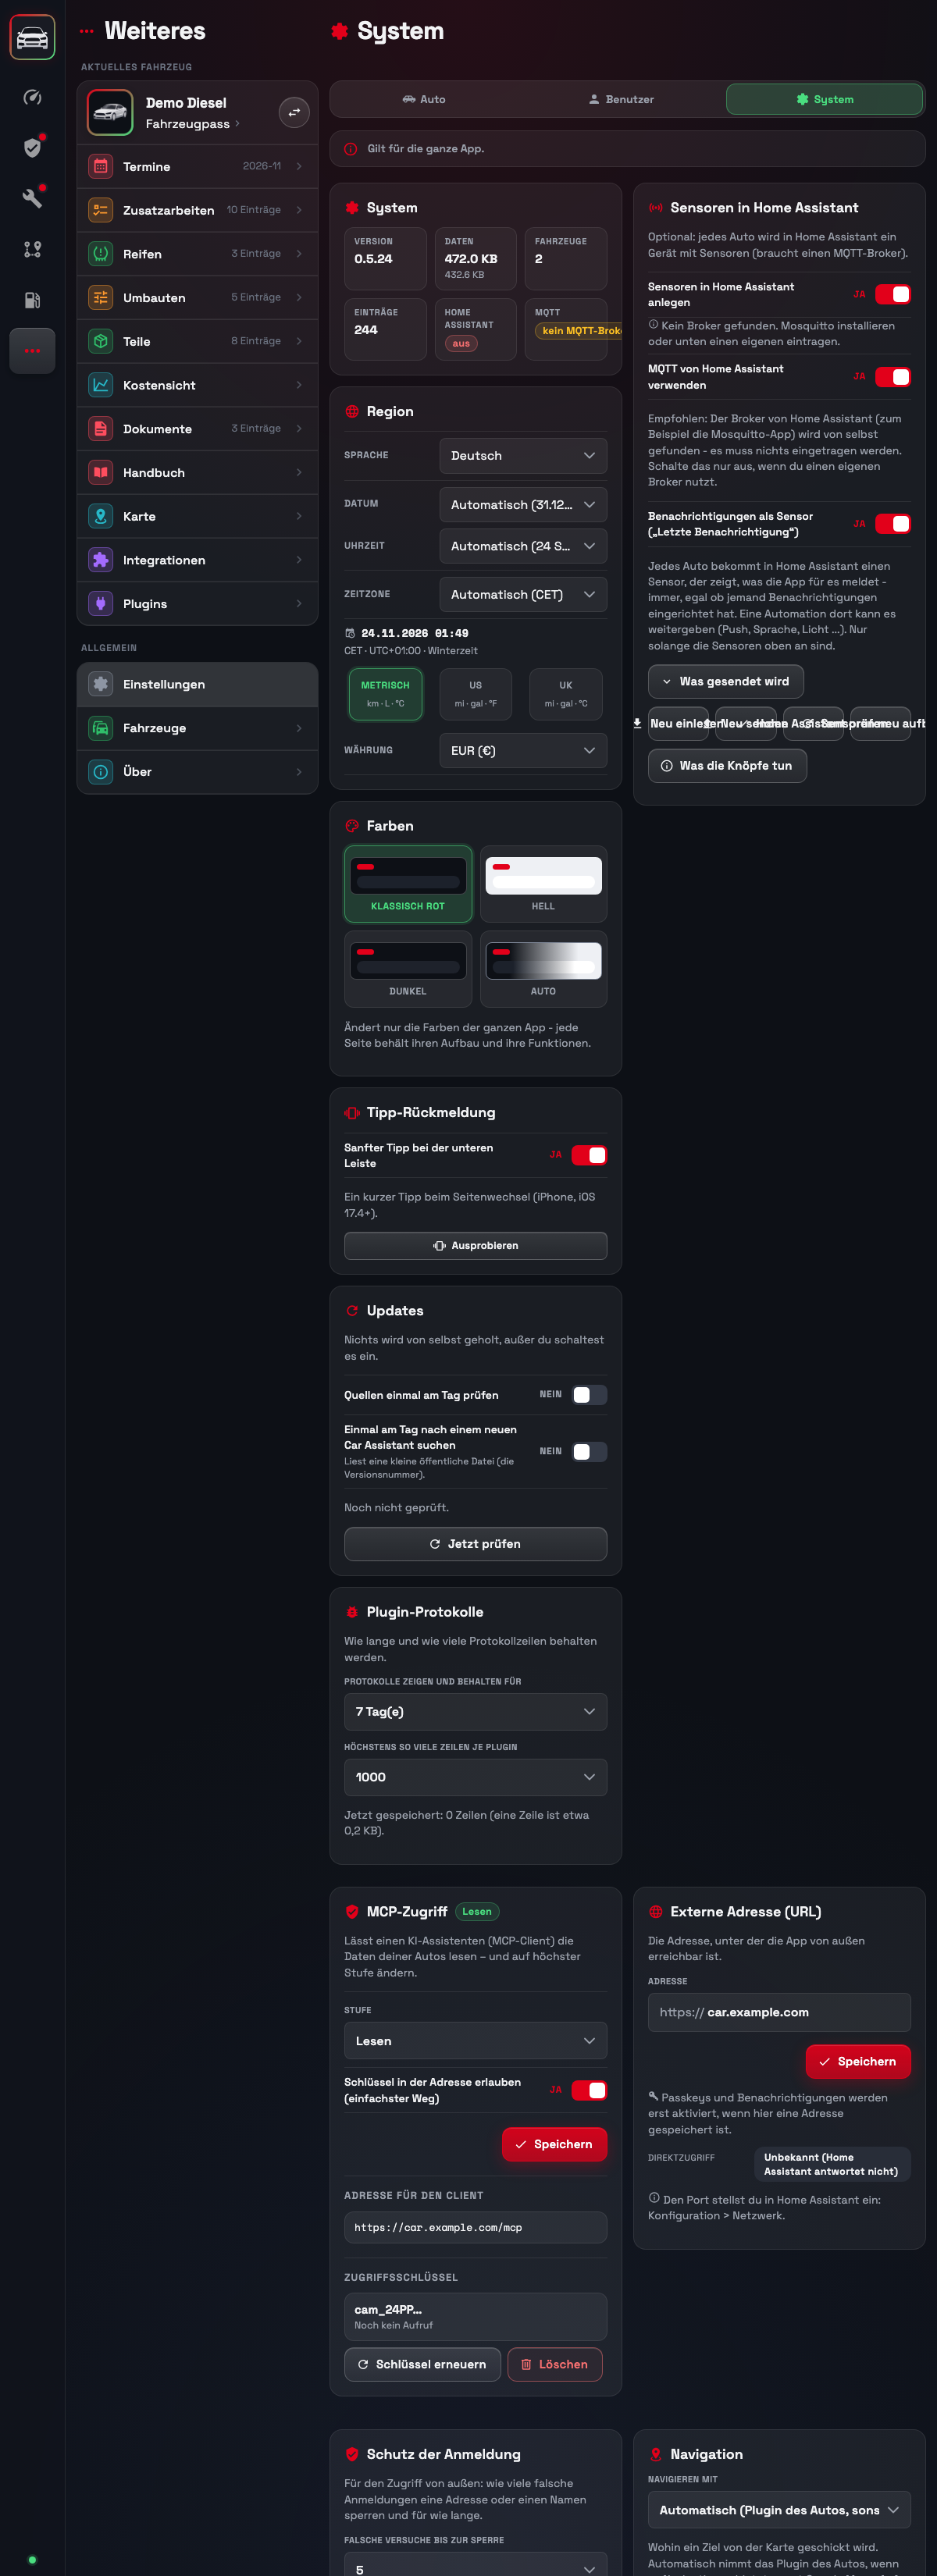 Weiteres
AKTUELLES FAHRZEUG
Demo Diesel
Fahrzeugpass
Termine 2026-11
Zusatzarbeiten 10 Einträge
Reifen 3 Einträge
Umbauten 5 Einträge
Teile 8 Einträge
Kostensicht
Dokumente 3 Einträge
Handbuch
Karte
Integrationen
Plugins
ALLGEMEIN
Einstellungen
Fahrzeuge
Über
System
Auto Benutzer System
Gilt für die ganze App.
System
VERSION
0.5.24
DATEN
472.0 KB
432.6 KB
FAHRZEUGE
2
EINTRÄGE
244
HOME
ASSISTANT
aus
MQTT
kein
Region
SPRACHE Deutsch
DATUM Automatisch (31.12...
UHRZEIT Automatisch (24 S...
ZEITZONE Automatisch (CET)
24.11.2026 01:49
CET · UTC+01:00 · Winterzeit
METRISCH
km · L · °C
US
mi · gal · °F
UK
mi · gal · °C
WÄHRUNG EUR (€)
Farben
KLASSISCH ROT
HELL
DUNKEL
AUTO
Ändert nur die Farben der ganzen App - jede
Seite behält ihren Aufbau und ihre Funktionen.
Tipp-Rückmeldung
Sanfter Tipp bei der unteren
Leiste
JA
Ein kurzer Tipp beim Seitenwechsel (iPhone, iOS
17.4+).
Ausprobieren
Updates
Nichts wird von selbst geholt, außer du schaltest
es ein.
Quellen einmal am Tag prüfen NEIN
Einmal am Tag nach einem neuen
Car Assistant suchen
Liest eine kleine öffentliche Datei (die
Versionsnummer).
NEIN
Noch nicht geprüft.
Jetzt prüfen
Plugin-Protokolle
Wie lange und wie viele Protokollzeilen behalten
werden.
PROTOKOLLE ZEIGEN UND BEHALTEN FÜR
7 Tag(e)
HÖCHSTENS SO VIELE ZEILEN JE PLUGIN
1000
Jetzt gespeichert: 0 Zeilen (eine Zeile ist etwa
0,2 KB).
Sensoren in Home Assistant
Optional: jedes Auto wird in Home Assistant ein
Gerät mit Sensoren (braucht einen MQTT-Broker).
Sensoren in Home Assistant
anlegen
JA
Kein Broker gefunden. Mosquitto installieren
oder unten einen eigenen eintragen.
MQTT von Home Assistant
verwenden
JA
Empfohlen: Der Broker von Home Assistant (zum
Beispiel die Mosquitto-App) wird von selbst
gefunden - es muss nichts eingetragen werden.
Schalte das nur aus, wenn du einen eigenen
Broker nutzt.
Benachrichtigungen als Sensor
(„Letzte Benachrichtigung“)
JA
Jedes Auto bekommt in Home Assistant einen
Sensor, der zeigt, was die App für es meldet -
immer, egal ob jemand Benachrichtigungen
eingerichtet hat. Eine Automation dort kann es
weitergeben (Push, Sprache, Licht ...). Nur
solange die Sensoren oben an sind.
Was gesendet wird
Was die Knöpfe tun
MCP-Zugriff Lesen
Lässt einen KI-Assistenten (MCP-Client) die
Daten deiner Autos lesen – und auf höchster
Stufe ändern.
STUFE
Lesen
Schlüssel in der Adresse erlauben
(einfachster Weg)
JA
Speichern
ADRESSE FÜR DEN CLIENT
https://car.example.com/mcp
ZUGRIFFSSCHLÜSSEL
cam_24PP...
Noch kein Aufruf
Schlüssel erneuern
Löschen
Externe Adresse (URL)
Die Adresse, unter der die App von außen
erreichbar ist.
ADRESSE
https:// car.example.com
Speichern
Passkeys und Benachrichtigungen werden
erst aktiviert, wenn hier eine Adresse
gespeichert ist.
DIREKTZUGRIFF
Unbekannt (Home
Assistant antwortet nicht)
Den Port stellst du in Home Assistant ein:
Konfiguration > Netzwerk.
Schutz der Anmeldung
Für den Zugriff von außen: wie viele falsche
Anmeldungen eine Adresse oder einen Namen
sperren und für wie lange.
FALSCHE VERSUCHE BIS ZUR SPERRE
5
Navigation
NAVIGIEREN MIT
Automatisch (Plugin des Autos, sons
Wohin ein Ziel von der Karte geschickt wird.
Automatisch nimmt das Plugin des Autos, wenn